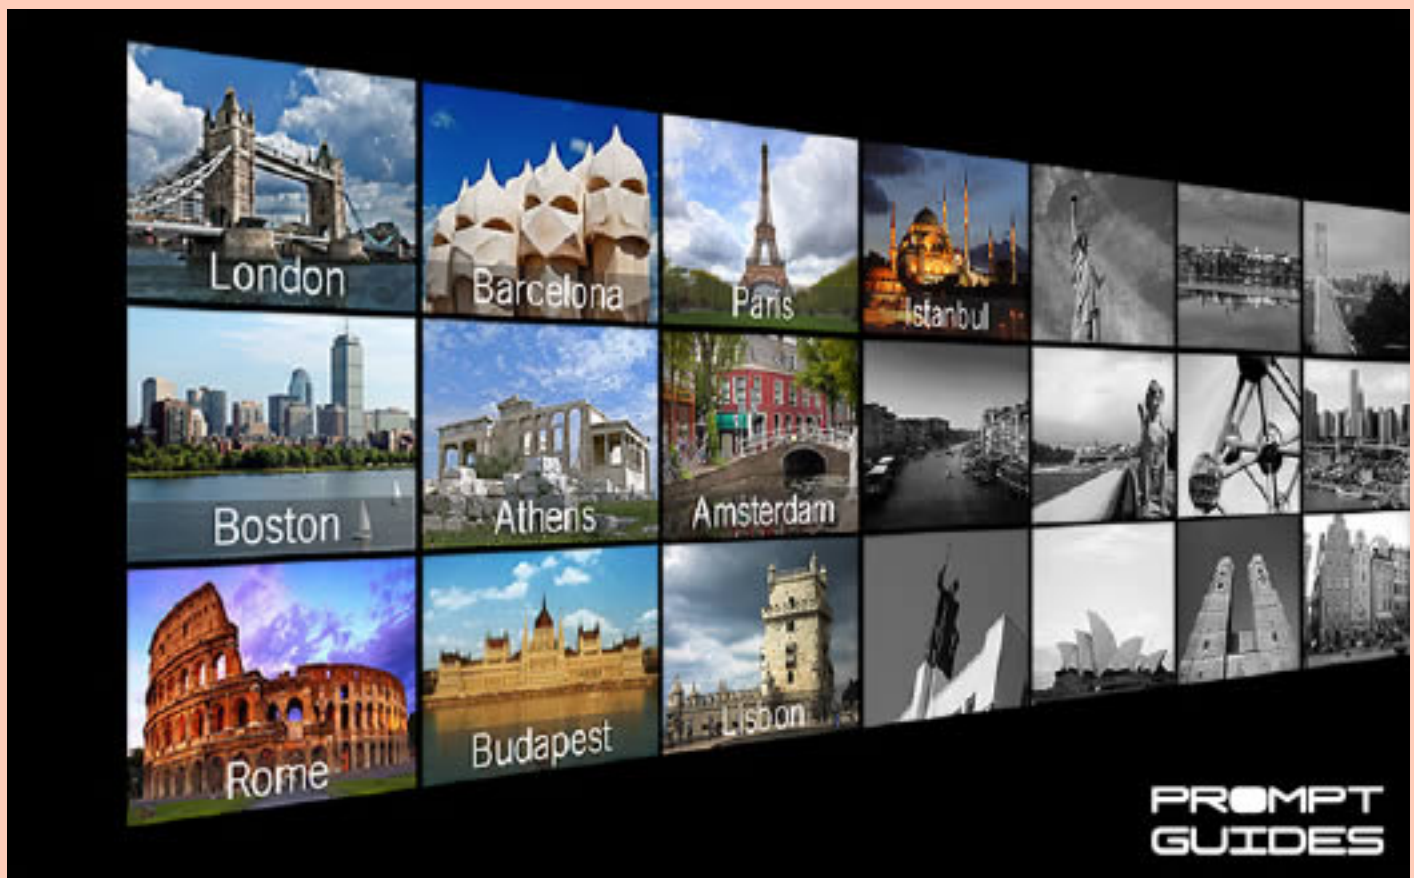 London
Barcelona
Paris
Istanbul
Boston
Athens
Amsterdam
Rome
Budapest
Lisbon
PROMPT
GUIDES